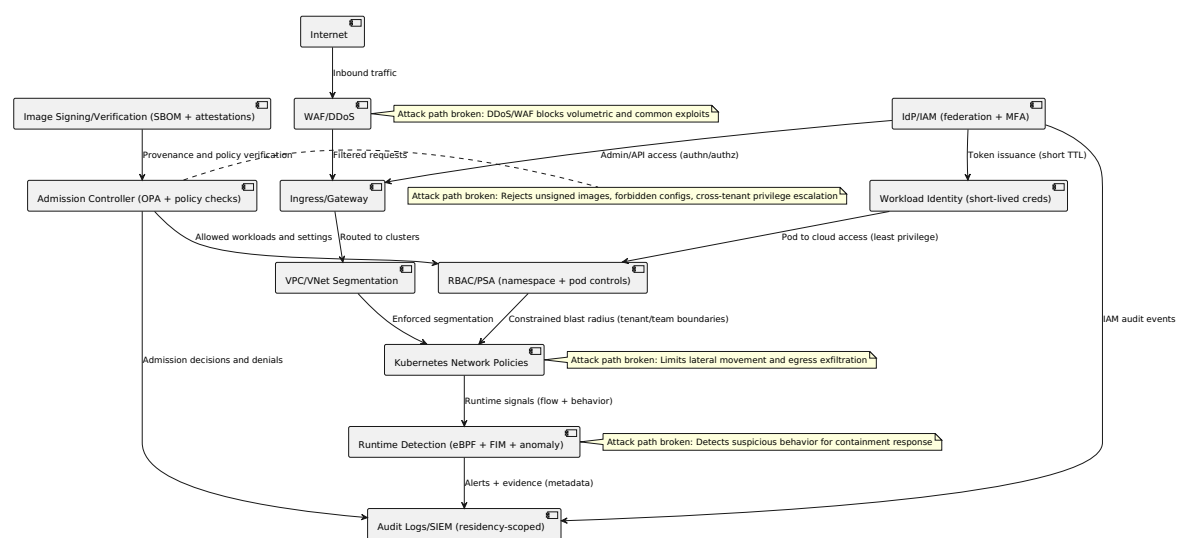 Internet
Inbound traffic
Image Signing/Verification (SBOM + attestations)
WAF/DDoS
Attack path broken: DDoS/WAF blocks volumetric and common exploits
IdP/IAM (federation + MFA)
Provenance and policy verification
Filtered requests
Admin/API access (authn/authz)
Token issuance (short TTL)
Admission Controller (OPA + policy checks)
Ingress/Gateway
Attack path broken: Rejects unsigned images, forbidden configs, cross-tenant privilege escalation
Workload Identity (short-lived creds)
Allowed workloads and settings
Routed to clusters
Pod to cloud access (least privilege)
VPC/VNet Segmentation
RBAC/PSA (namespace + pod controls)
Enforced segmentation
Constrained blast radius (tenant/team boundaries)
IAM audit events
Admission decisions and denials
Kubernetes Network Policies
Attack path broken: Limits lateral movement and egress exfiltration
Runtime signals (flow + behavior)
Runtime Detection (eBPF + FIM + anomaly)
Attack path broken: Detects suspicious behavior for containment response
Alerts + evidence (metadata)
Audit Logs/SIEM (residency-scoped)